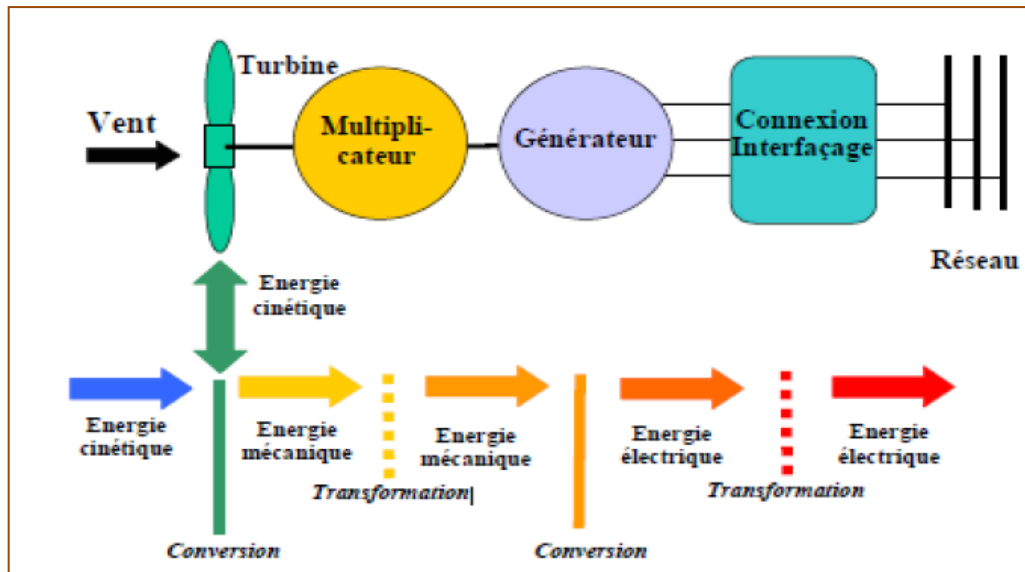 Turbine
Vent
Multipli-
cateur
Générateur
Connexion
Interfaçage
Réseau
Energie
cinétique
Energie
cinétique
Energie
mécanique
Energie
mécanique
Energie
électrique
Energie
électrique
Transformation|
Transformation
Conversion
Conversion